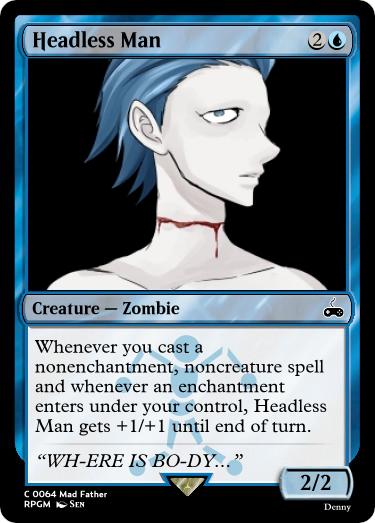 Headless Man 2
Creature — Zombie
Whenever you cast a
nonenchantment, noncreature spell
and whenever an enchantment
enters under your control, Headless
Man gets +1/+1 until end of turn.
“WH-ERE IS BO-DY...”
2/2
C 0064 Mad Father
RPGM SEN
Denny